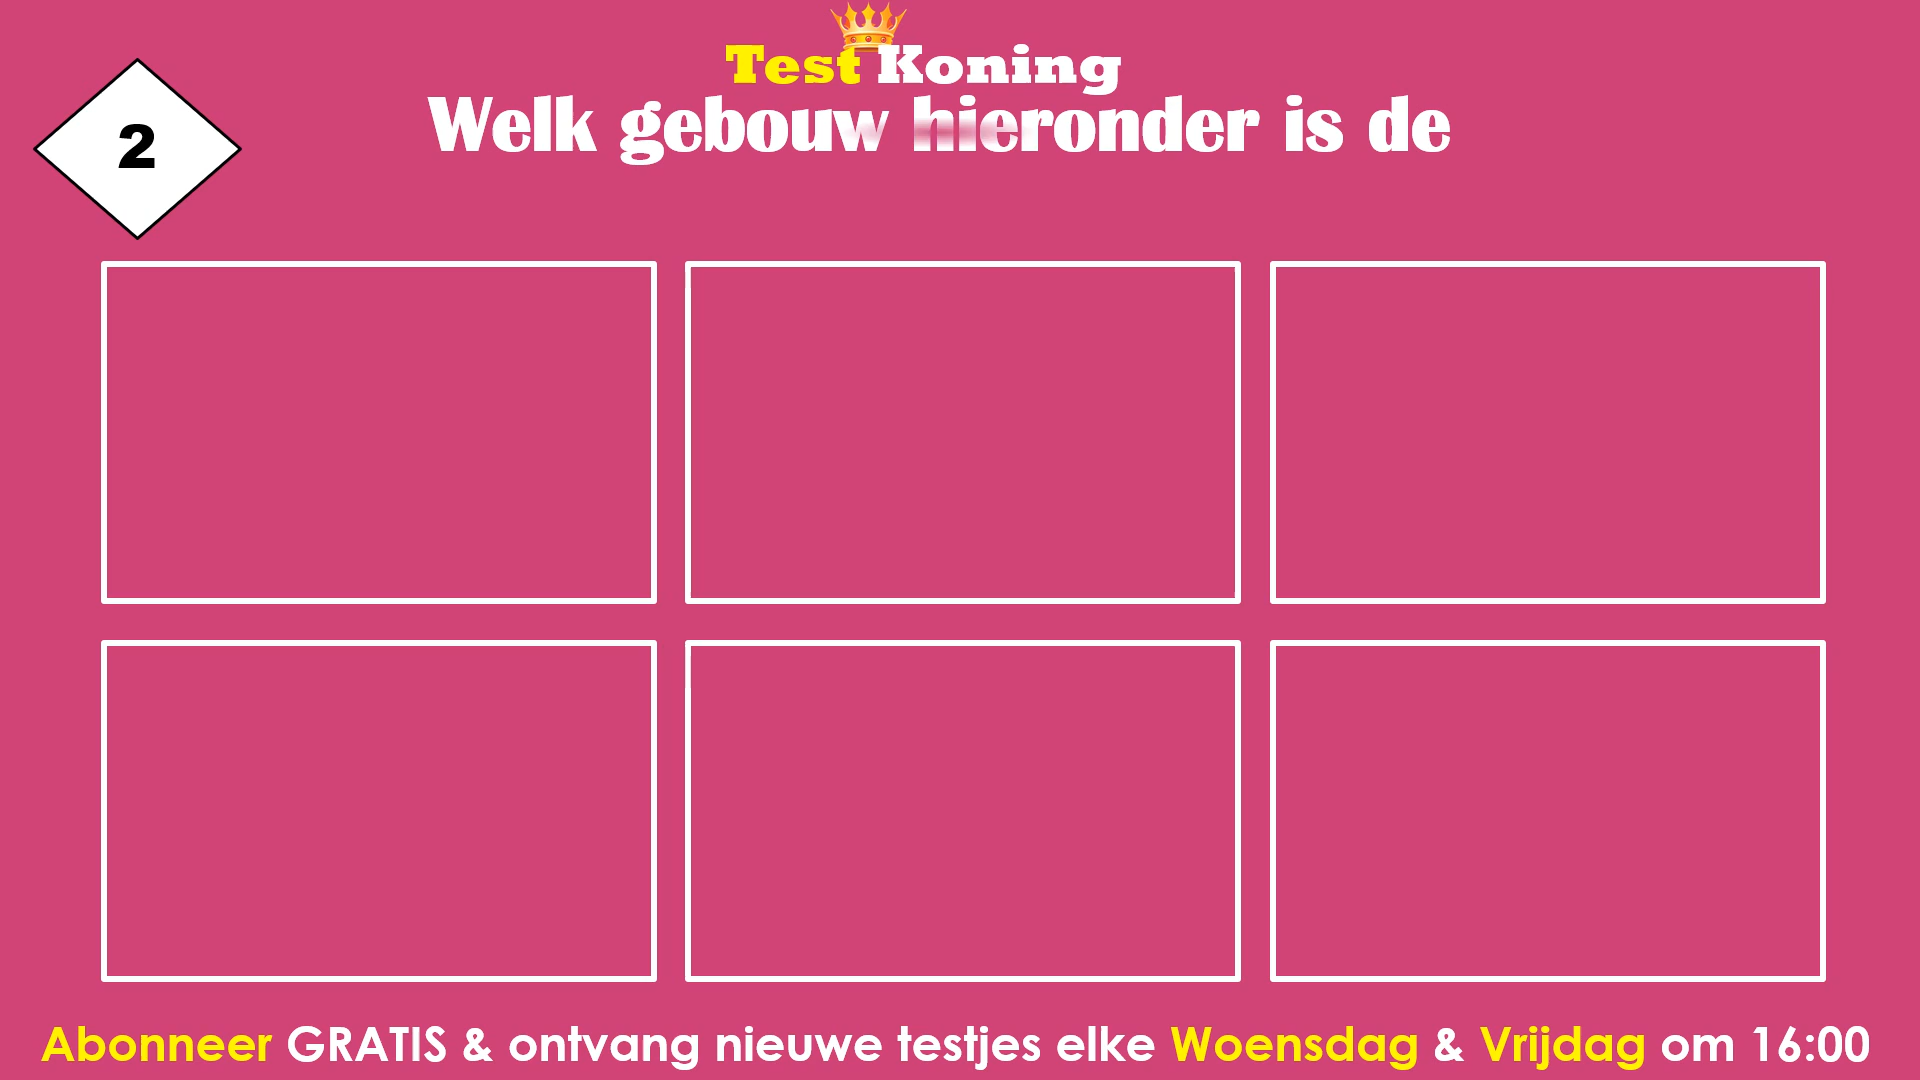 Test Koning
Welk gebouw hieronder is de
2
Abonneer GRATIS & ontvang nieuwe testjes elke Woensdag & Vrijdag om 16:00